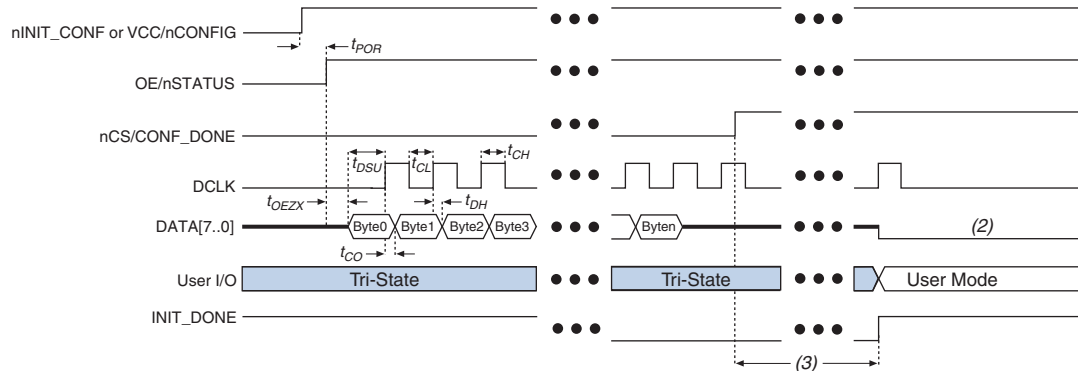 nINIT_CONF or VCC/nCONFIG
tPOR
OE/nSTATUS
nCS/CONF_DONE
tDSU
tCL
tCH
DCLK
tOEZX
tDH
DATA[7..0]
Byte0
Byte1
Byte2
Byte3
Byten
(2)
tCO
User I/O
Tri-State
Tri-State
User Mode
INIT_DONE
(3)